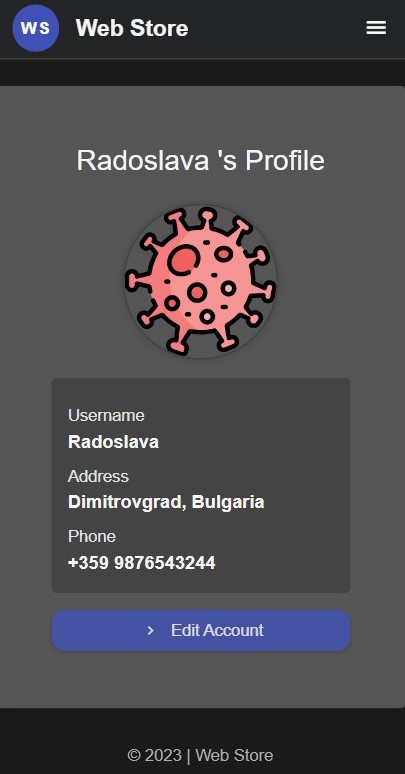 WS Web Store
Radoslava 's Profile
Username
Radoslava
Address
Dimitrovgrad, Bulgaria
Phone
+359 9876543244
Edit Account
© 2023 | Web Store